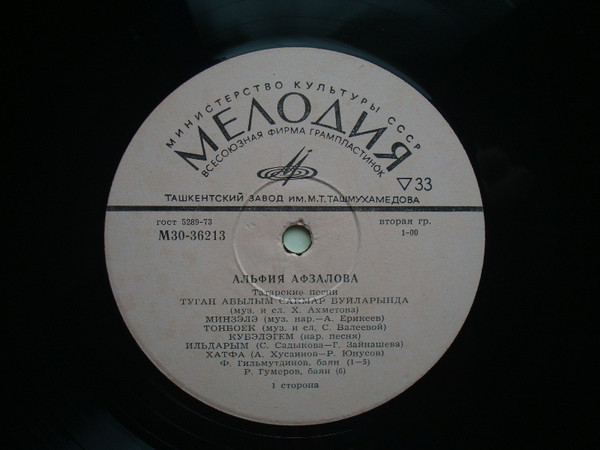 МИНИСТЕРСТВО КУЛЬТУРЫ СССР
МЕЛОДИЯ
ВСЕСОЮЗНАЯ ФИРМА ГРАМПЛАСТИНОК
▽33
ТАШКЕНТСКИЙ ЗАВОД ИМ. М.Т. ТАШМУХАМЕДОВА
гост 5289-73 вторая гр.
М30-36213 1-00
АЛЬФИЯ АФЗАЛОВА
Татарские песни
ТУГАН АВЫЛЫМ САКМАР БУЙЛАРЫНДА
(муз. и сл. Х. Ахметова)
МИНЗЭЛЭ (муз. нар.—А. Ерикеев)
ТОНБОЕК (муз. и сл. С. Валеевой)
КУБЭЛЭГЕМ (нар. песня)
ИЛЬДАРЫМ (С. Садыкова—Г. Зайнашева)
ХАТФА (А. Хусаинов—Р. Юнусов)
Ф. Гильмутдинов, баян (1—5)
Р. Гумеров, баян (6)
1 сторона